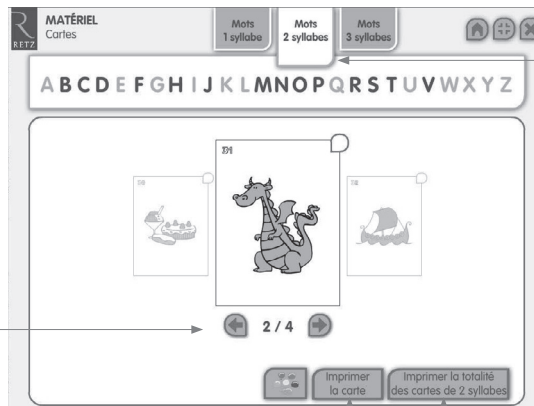 RETZ
MATÉRIEL
Cartes
Mots
1 syllabe
Mots
2 syllabes
Mots
3 syllabes
A B C D E F G H I J K L M N O P Q R S T U V W X Y Z
2 / 4
Imprimer
la carte
Imprimer la totalité
des cartes de 2 syllabes